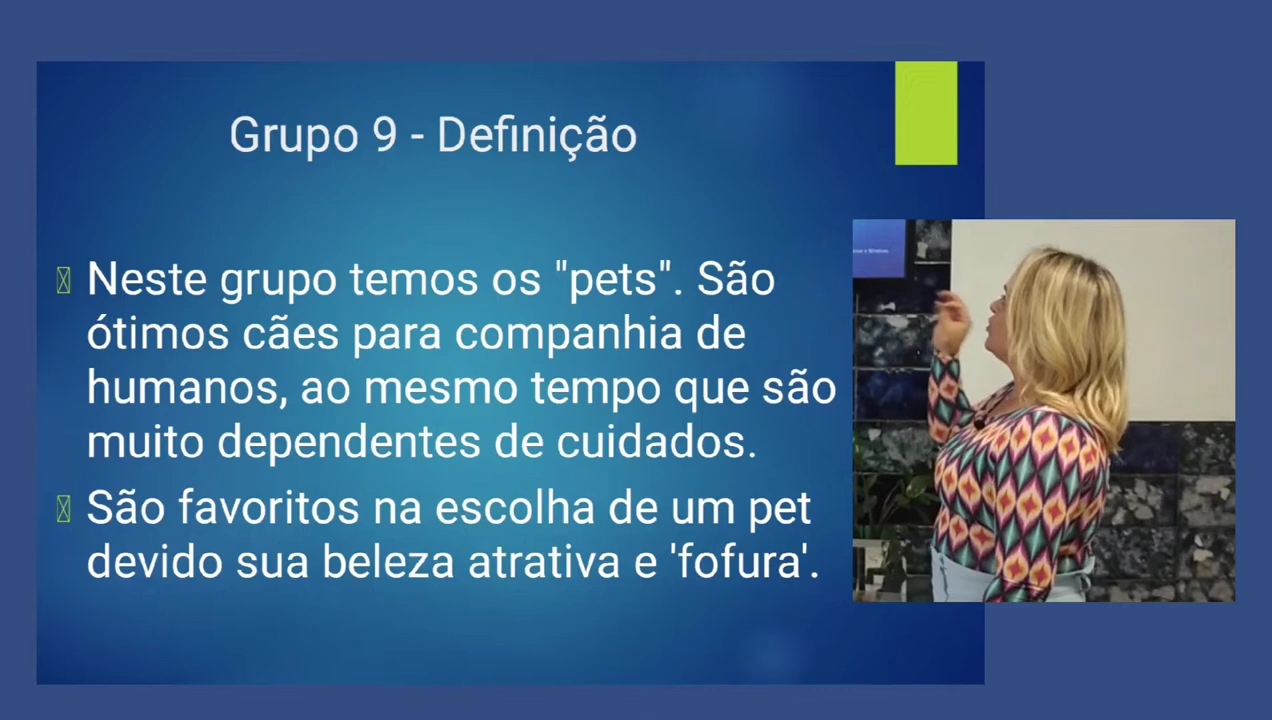 Grupo 9 - Definição
Neste grupo temos os "pets". São
ótimos cães para companhia de
humanos, ao mesmo tempo que são
muito dependentes de cuidados.
São favoritos na escolha de um pet
devido sua beleza atrativa e 'fofura'.